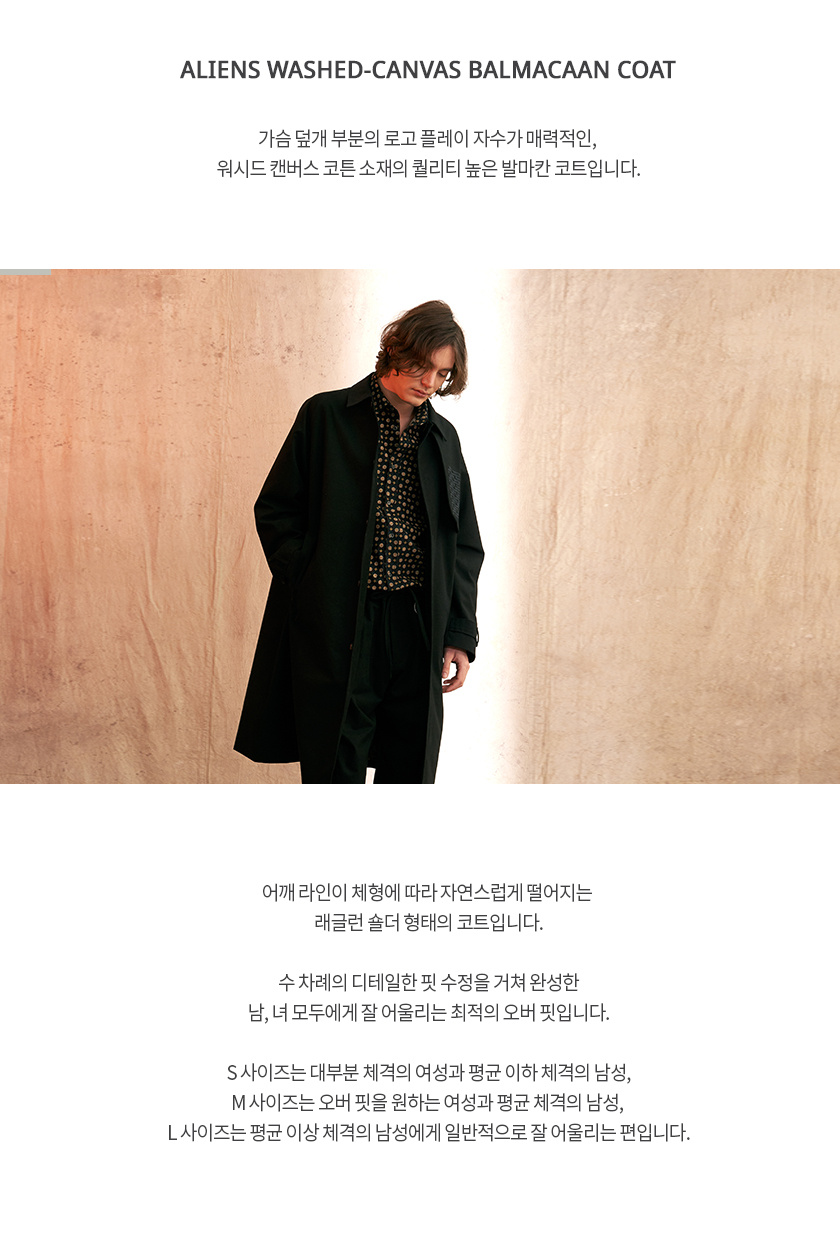 ALIENS WASHED-CANVAS BALMACAAN COAT
가슴 덮개 부분의 로고 플레이 자수가 매력적인,
워시드 캔버스 코튼 소재의 퀄리티 높은 발마칸 코트입니다.
어깨 라인이 체형에 따라 자연스럽게 떨어지는
래글런 숄더 형태의 코트입니다.
수 차례의 디테일한 핏 수정을 거쳐 완성한
남, 녀 모두에게 잘 어울리는 최적의 오버 핏입니다.
S 사이즈는 대부분 체격의 여성과 평균 이하 체격의 남성,
M 사이즈는 오버 핏을 원하는 여성과 평균 체격의 남성,
L 사이즈는 평균 이상 체격의 남성에게 일반적으로 잘 어울리는 편입니다.